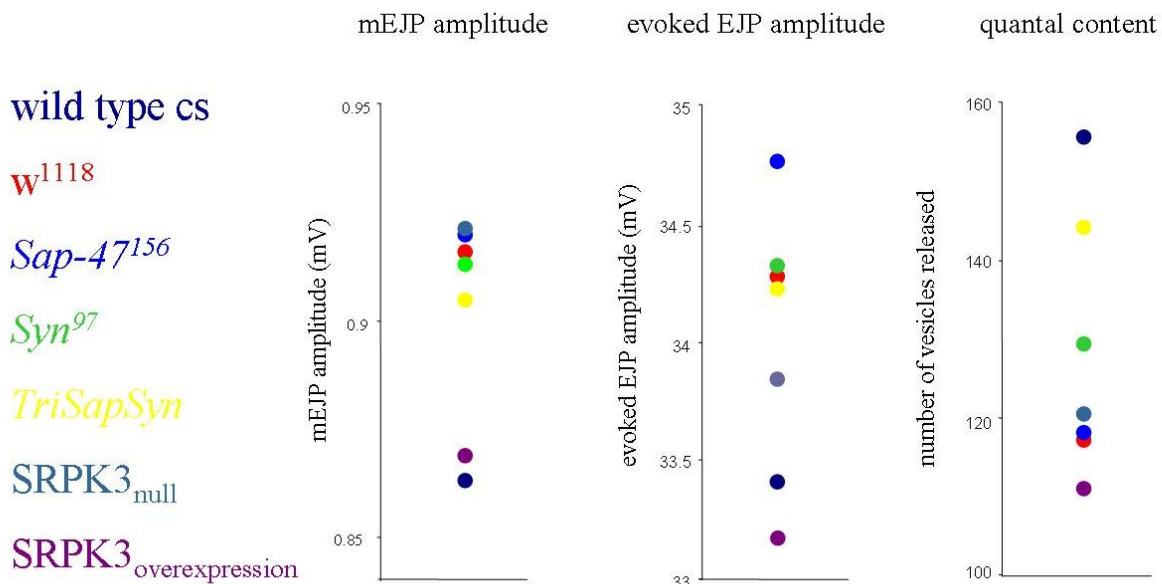 mEJP amplitude
evoked EJP amplitude
quantal content
wild type cs
w1118
Sap-47156
Syn97
TriSapSyn
SRPK3null
SRPK3overexpression
mEJP amplitude (mV)
0.95
0.9
0.85
evoked EJP amplitude (mV)
35
34.5
34
33.5
33
number of vesicles released
160
140
120
100